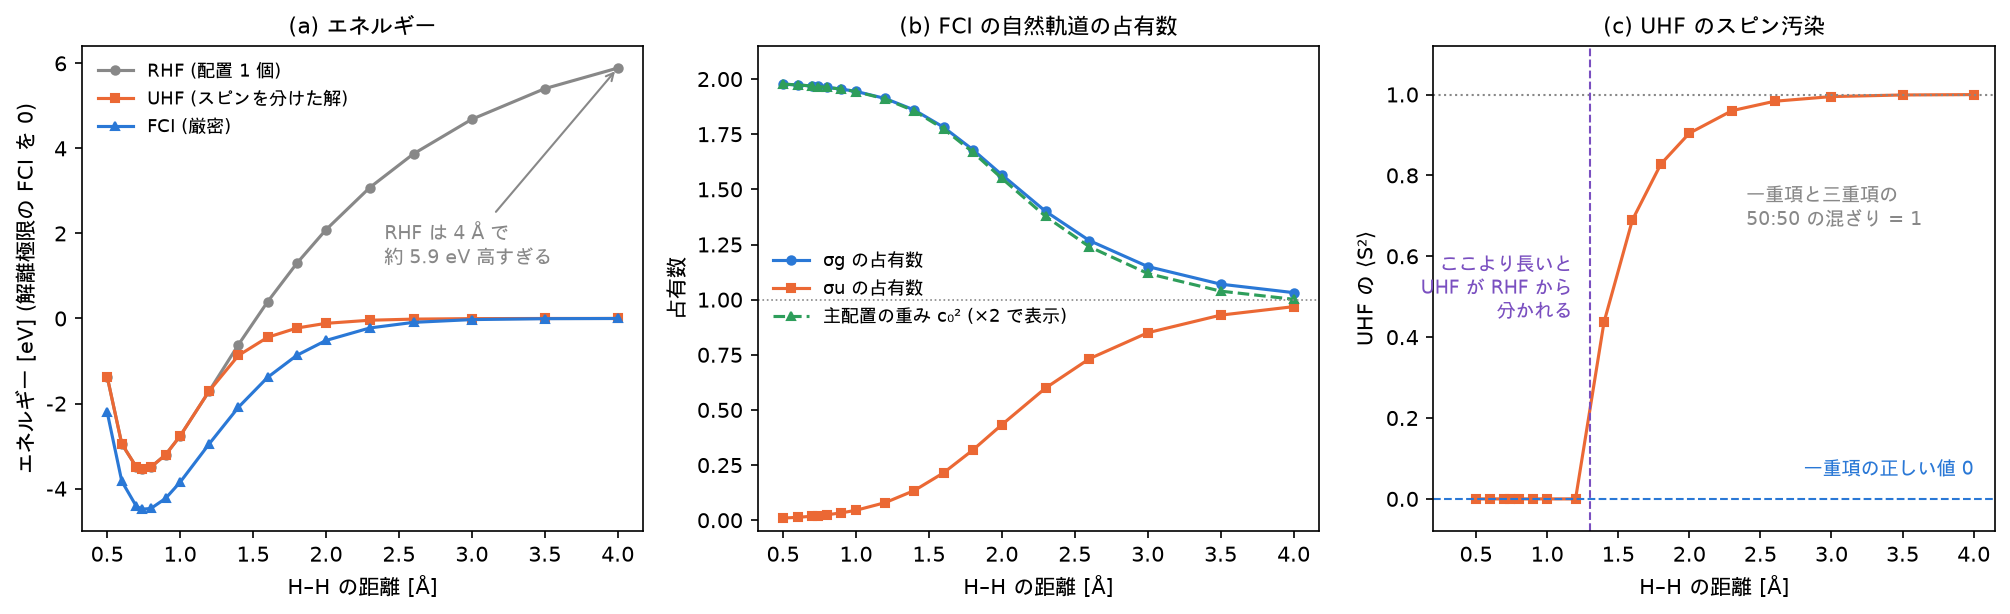 (a) エネルギー
エネルギー [eV] (解離極限の FCI を 0)
6
4
2
0
-2
-4
RHF (配置 1 個)
UHF (スピンを分けた解)
FCI (厳密)
RHF は 4 Å で
約 5.9 eV 高すぎる
0.5 1.0 1.5 2.0 2.5 3.0 3.5 4.0
H–H の距離 [Å]
(b) FCI の自然軌道の占有数
占有数
2.00
1.75
1.50
1.25
1.00
0.75
0.50
0.25
0.00
σg の占有数
σu の占有数
主配置の重み c₀² (×2 で表示)
0.5 1.0 1.5 2.0 2.5 3.0 3.5 4.0
H–H の距離 [Å]
(c) UHF のスピン汚染
UHF の ⟨S²⟩
1.0
0.8
0.6
0.4
0.2
0.0
一重項と三重項の
50:50 の混ざり = 1
ここより長いと
UHF が RHF から
分かれる
一重項の正しい値 0
0.5 1.0 1.5 2.0 2.5 3.0 3.5 4.0
H–H の距離 [Å]